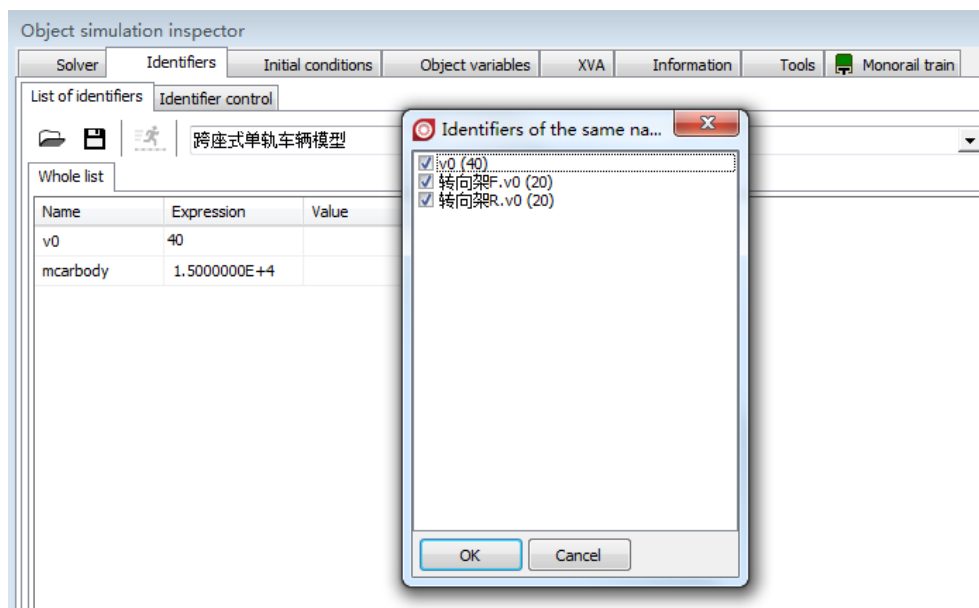 Object simulation inspector
Solver Identifiers Initial conditions Object variables XVA Information Tools Monorail train
List of identifiers Identifier control
跨座式单轨车辆模型
Whole list
Name Expression Value
v0 40
mcarbody 1.5000000E+4
Identifiers of the same na...
v0 (40)
转向架F.v0 (20)
转向架R.v0 (20)
OK Cancel